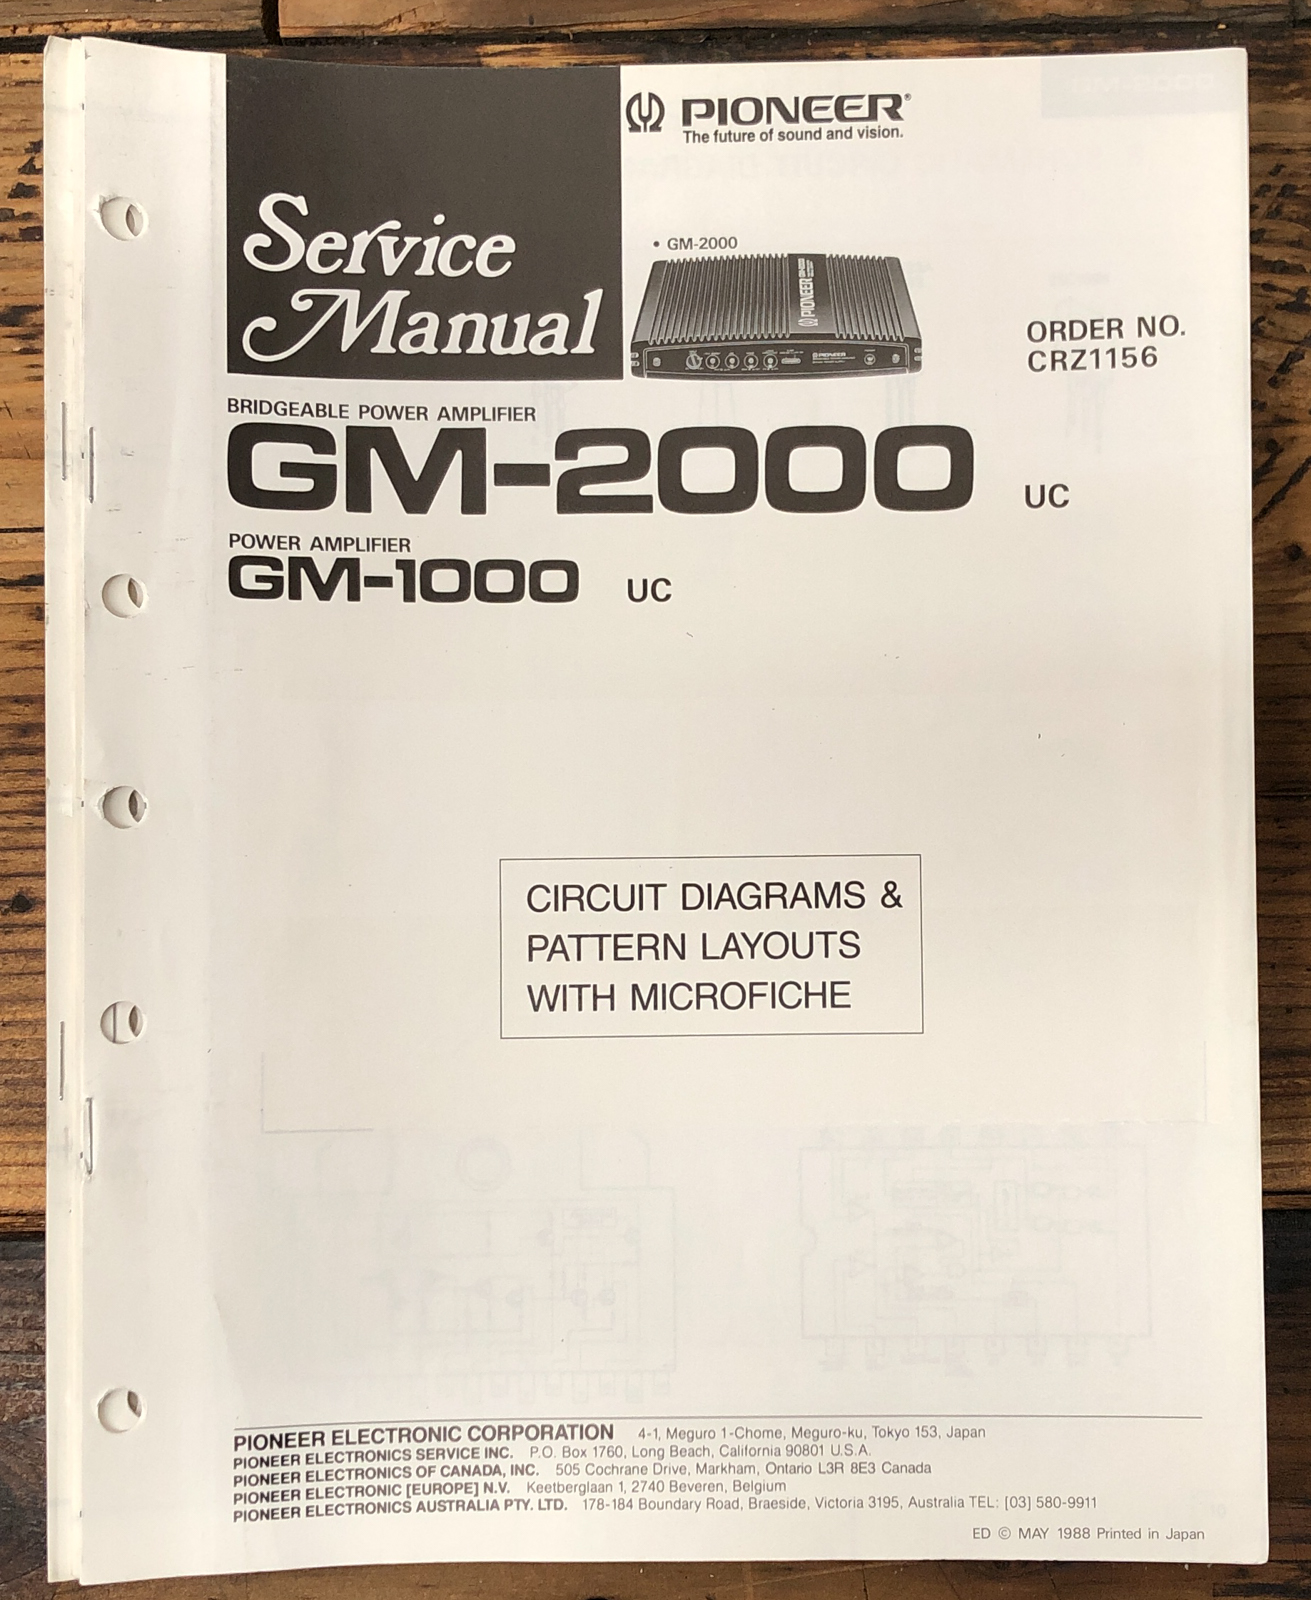 PIONEER®
The future of sound and vision.
Service
Manual
• GM-2000
PIONEER
PIONEER
ORDER NO.
CRZ1156
BRIDGEABLE POWER AMPLIFIER
GM-2000 UC
POWER AMPLIFIER
GM-1000 UC
CIRCUIT DIAGRAMS &
PATTERN LAYOUTS
WITH MICROFICHE
PIONEER ELECTRONIC CORPORATION 4-1, Meguro 1-Chome, Meguro-ku, Tokyo 153, Japan
PIONEER ELECTRONICS SERVICE INC. P.O. Box 1760, Long Beach, California 90801 U.S.A.
PIONEER ELECTRONICS OF CANADA, INC. 505 Cochrane Drive, Markham, Ontario L3R 8E3 Canada
PIONEER ELECTRONIC [EUROPE] N.V. Keetberglaan 1, 2740 Beveren, Belgium
PIONEER ELECTRONICS AUSTRALIA PTY. LTD. 178-184 Boundary Road, Braeside, Victoria 3195, Australia TEL: [03] 580-9911
ED © MAY 1988 Printed in Japan